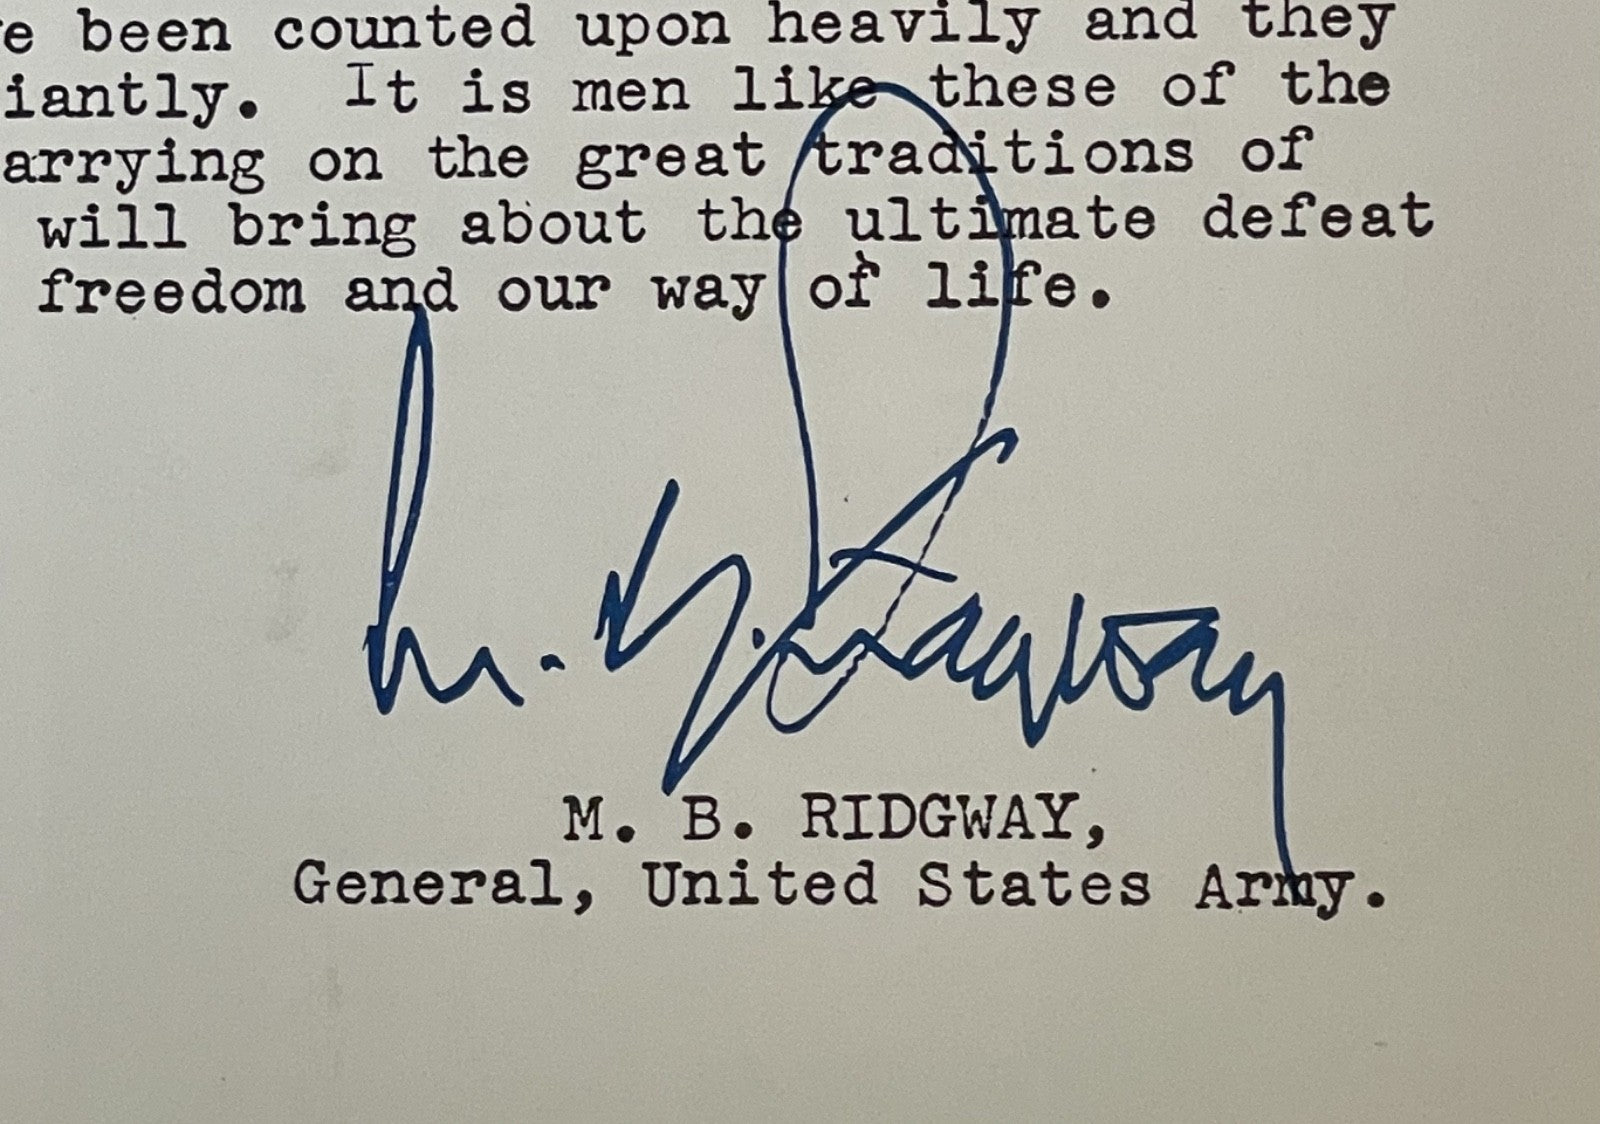 e been counted upon heavily and they
iantly. It is men like these of the
arrying on the great traditions of
will bring about the ultimate defeat
freedom and our way of life.
M. B. Ridgway
M. B. RIDGWAY,
General, United States Army.